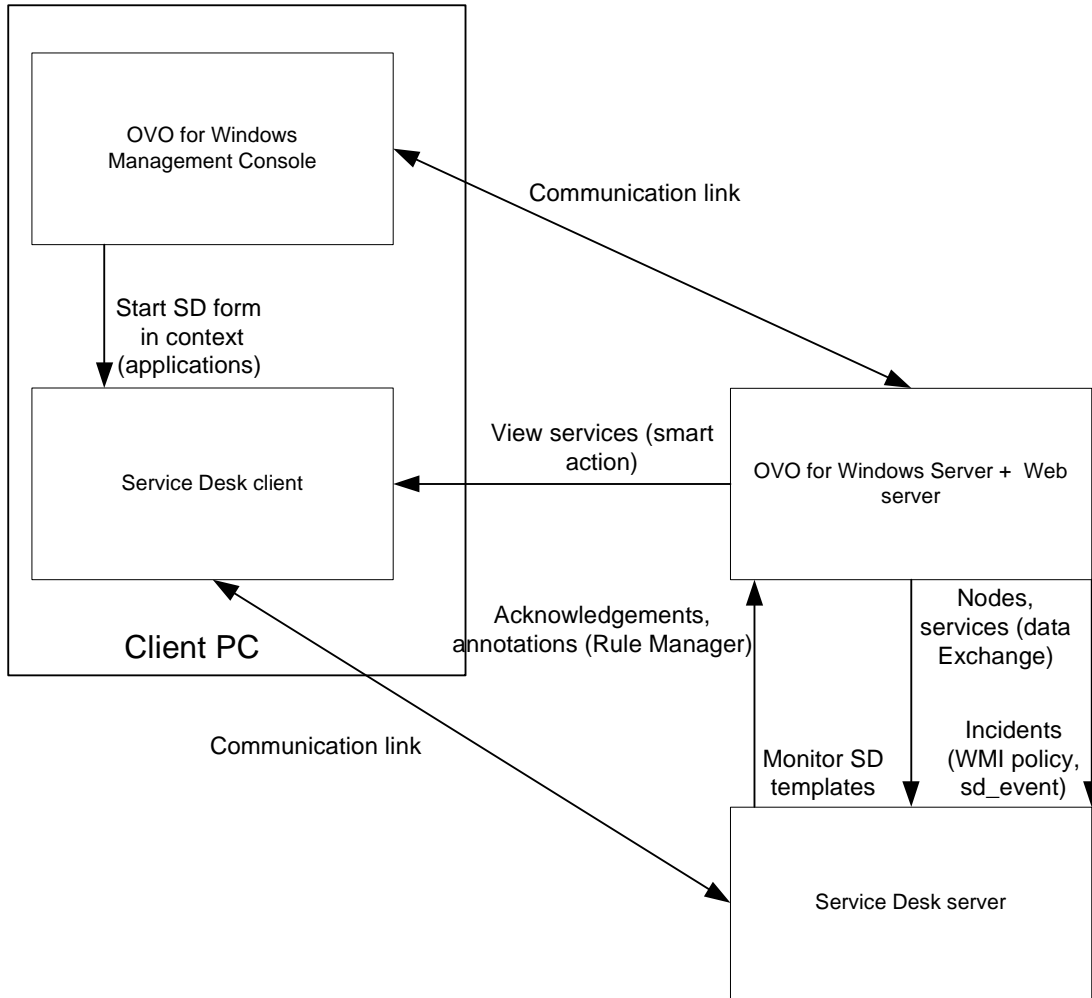 OVO for Windows
Management Console
Communication link
Start SD form
in context
(applications)
View services (smart
action)
Service Desk client
OVO for Windows Server + Web
server
Client PC
Acknowledgements,
annotations (Rule Manager)
Nodes,
services (data
Exchange)
Communication link
Monitor SD
templates
Incidents
(WMI policy,
sd_event)
Service Desk server